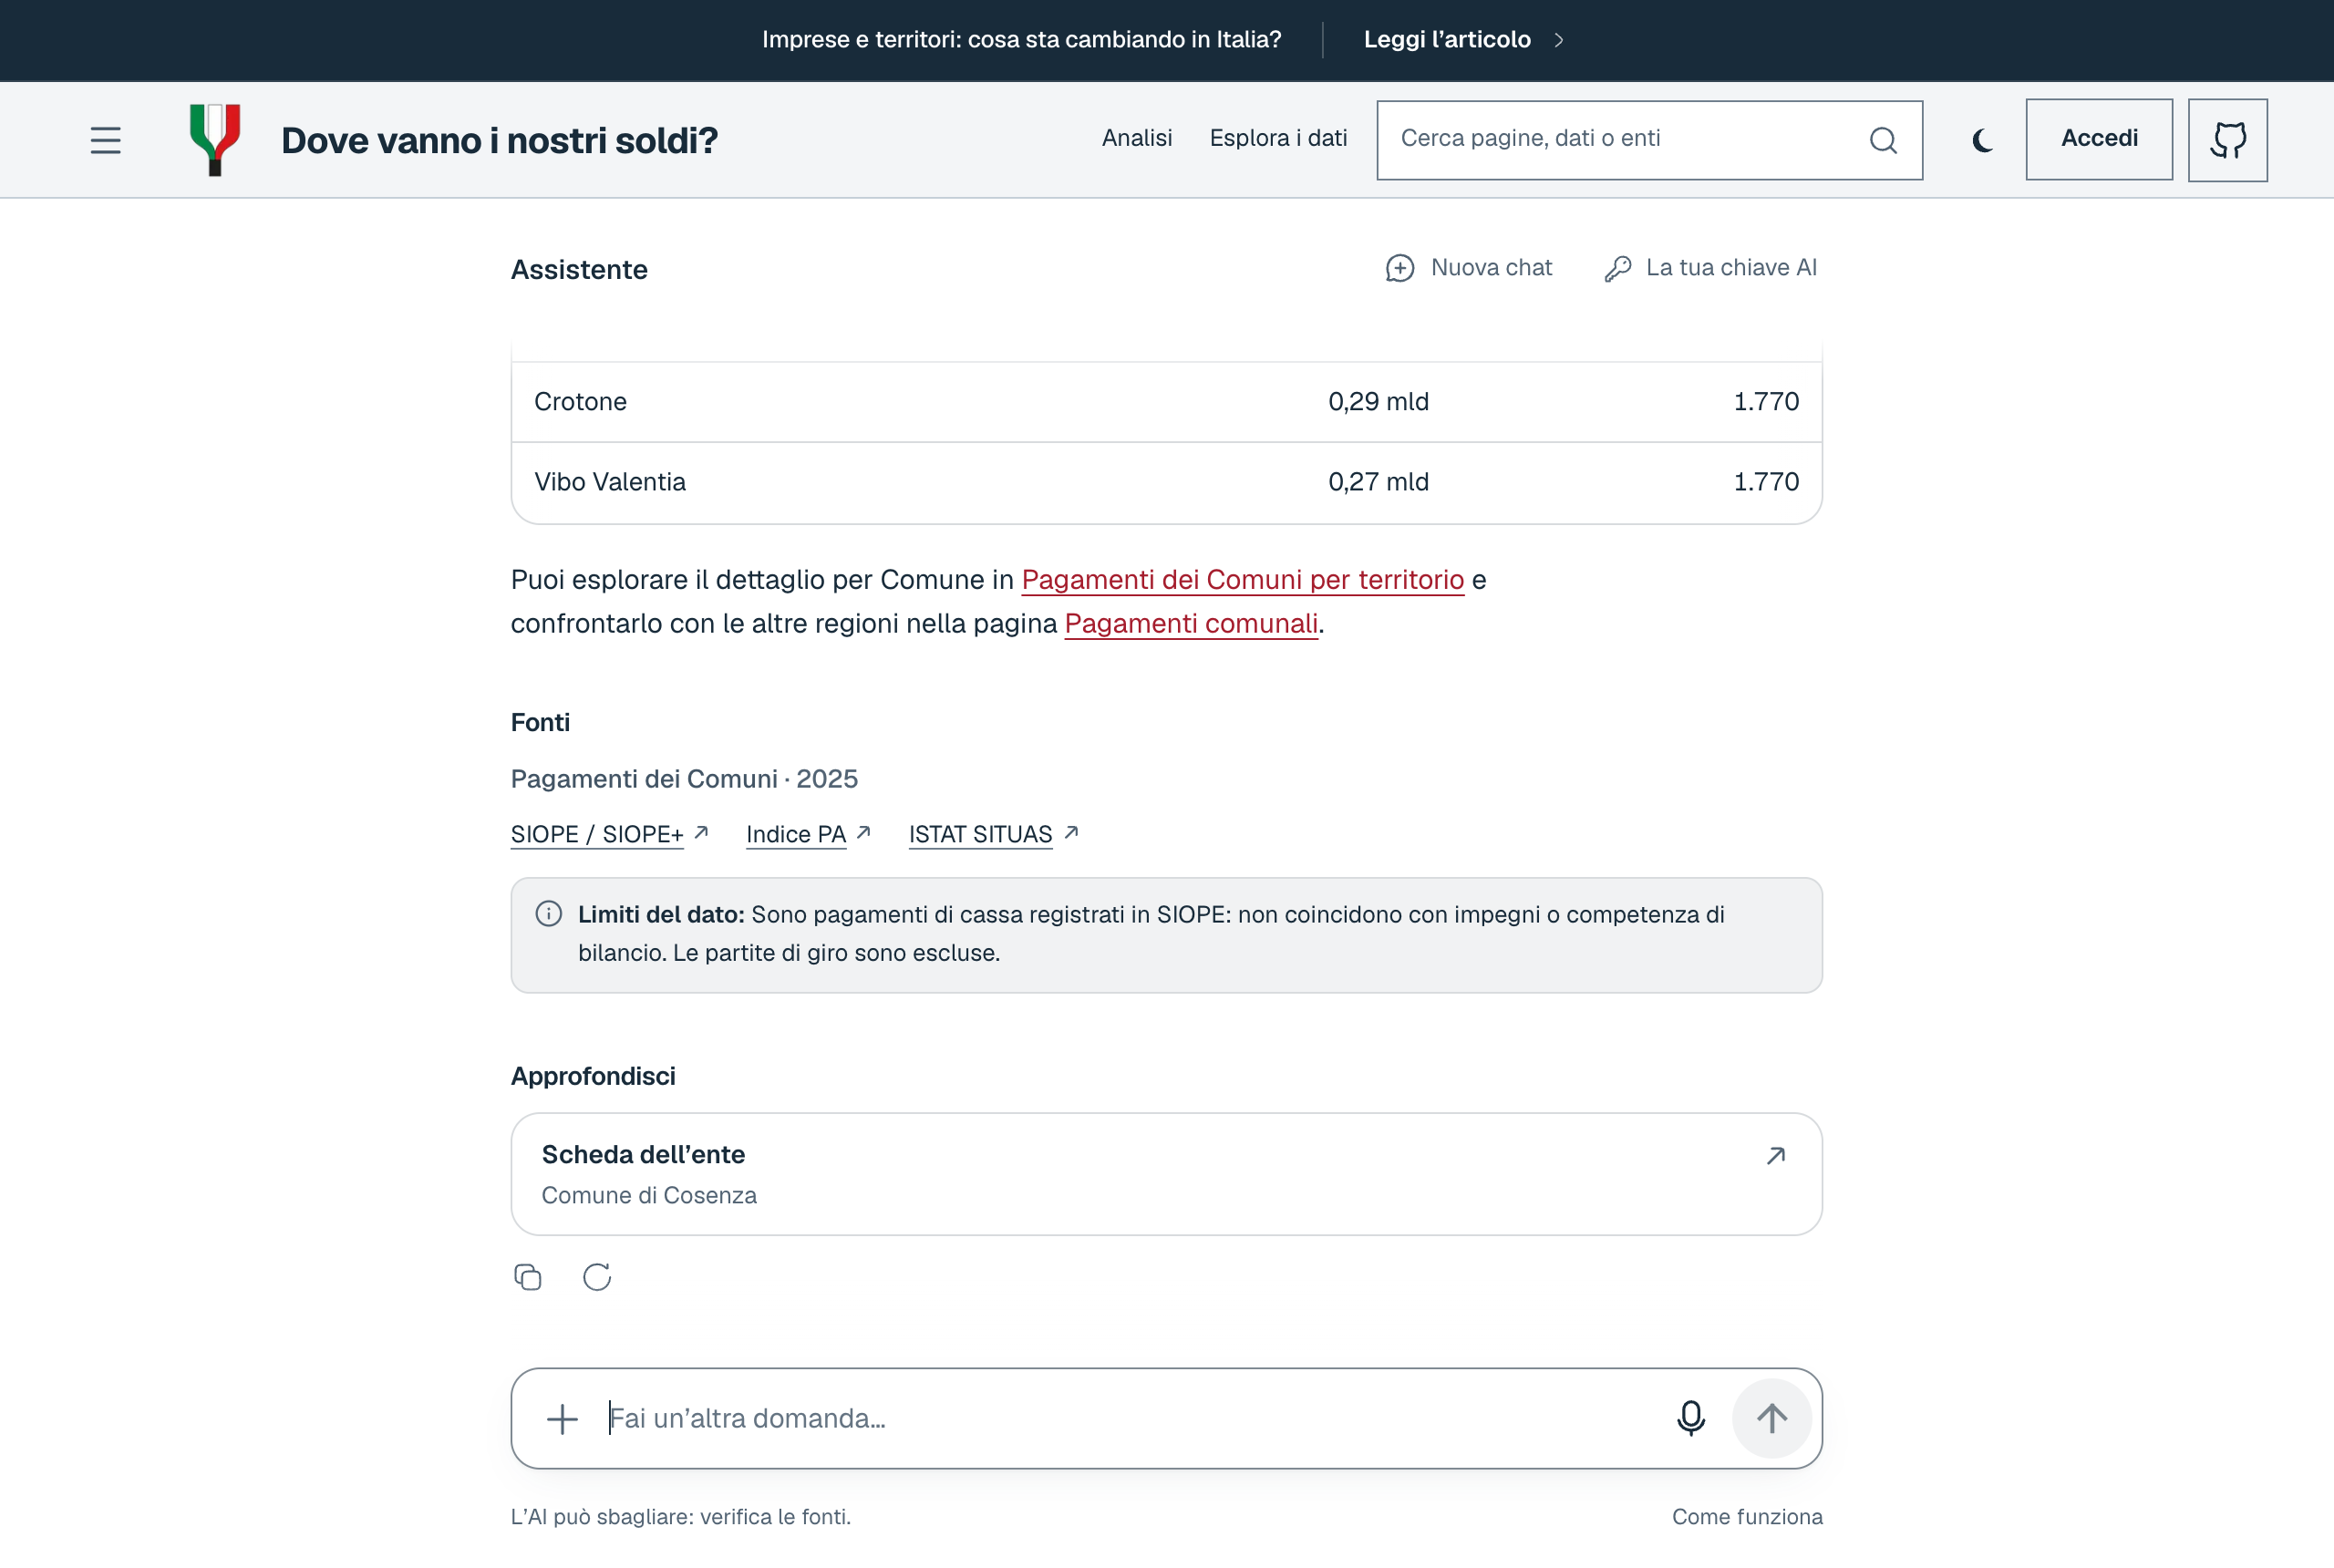 Imprese e territori: cosa sta cambiando in Italia? Leggi l’articolo
Dove vanno i nostri soldi? Analisi Esplora i dati Cerca pagine, dati o enti Accedi
Assistente Nuova chat La tua chiave AI
Crotone 0,29 mld 1.770
Vibo Valentia 0,27 mld 1.770
Puoi esplorare il dettaglio per Comune in Pagamenti dei Comuni per territorio e
confrontarlo con le altre regioni nella pagina Pagamenti comunali.
Fonti
Pagamenti dei Comuni · 2025
SIOPE / SIOPE+ Indice PA ISTAT SITUAS
Limiti del dato: Sono pagamenti di cassa registrati in SIOPE: non coincidono con impegni o competenza di
bilancio. Le partite di giro sono escluse.
Approfondisci
Scheda dell’ente
Comune di Cosenza
Fai un’altra domanda...
L’AI può sbagliare: verifica le fonti. Come funziona